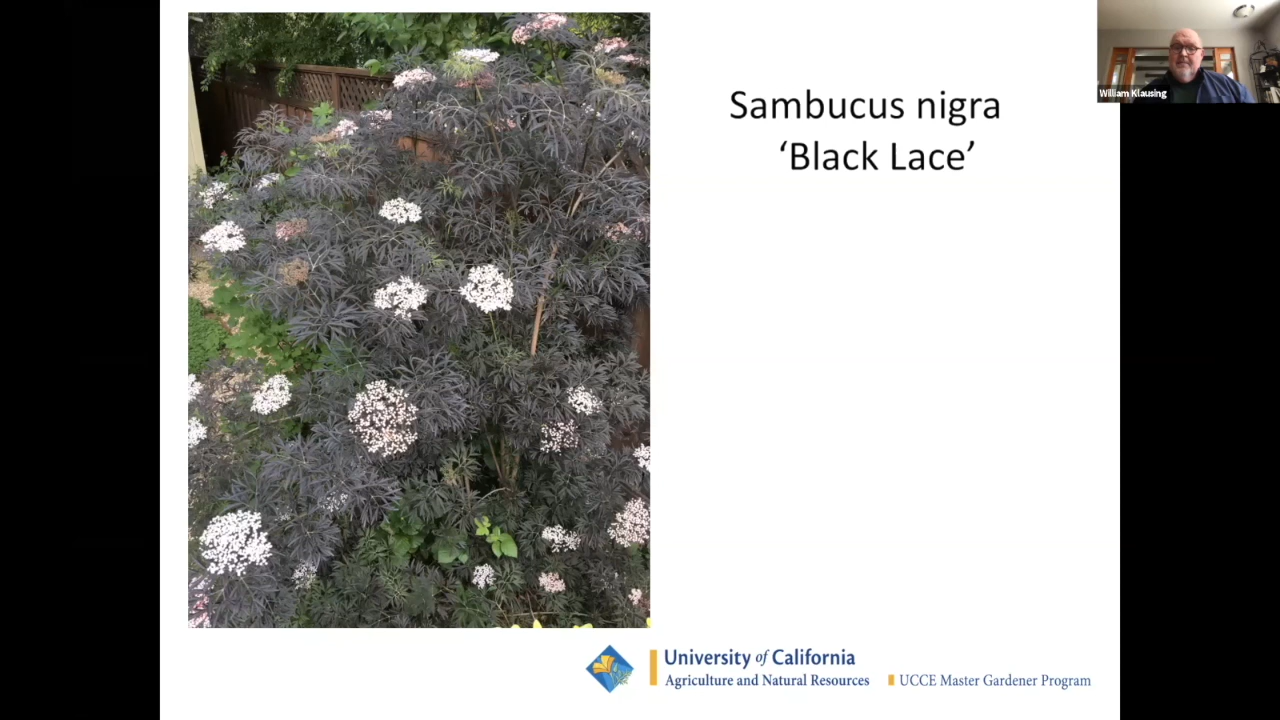 Sambucus nigra
‘Black Lace’
William Klausing
University of California
Agriculture and Natural Resources
UCCE Master Gardener Program